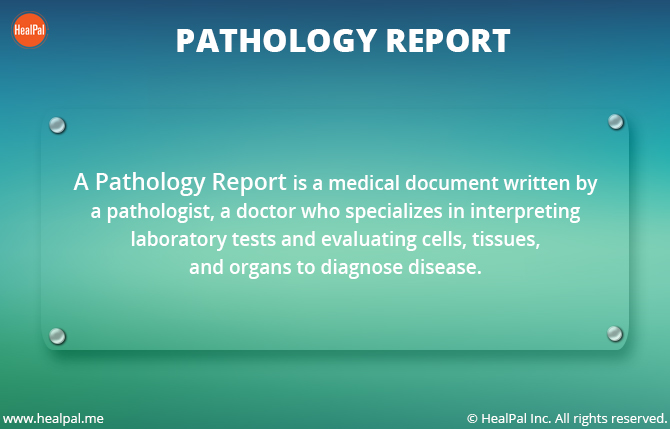 HealPal
PATHOLOGY REPORT
A Pathology Report is a medical document written by
a pathologist, a doctor who specializes in interpreting
laboratory tests and evaluating cells, tissues,
and organs to diagnose disease.
www.healpal.me
© HealPal Inc. All rights reserved.